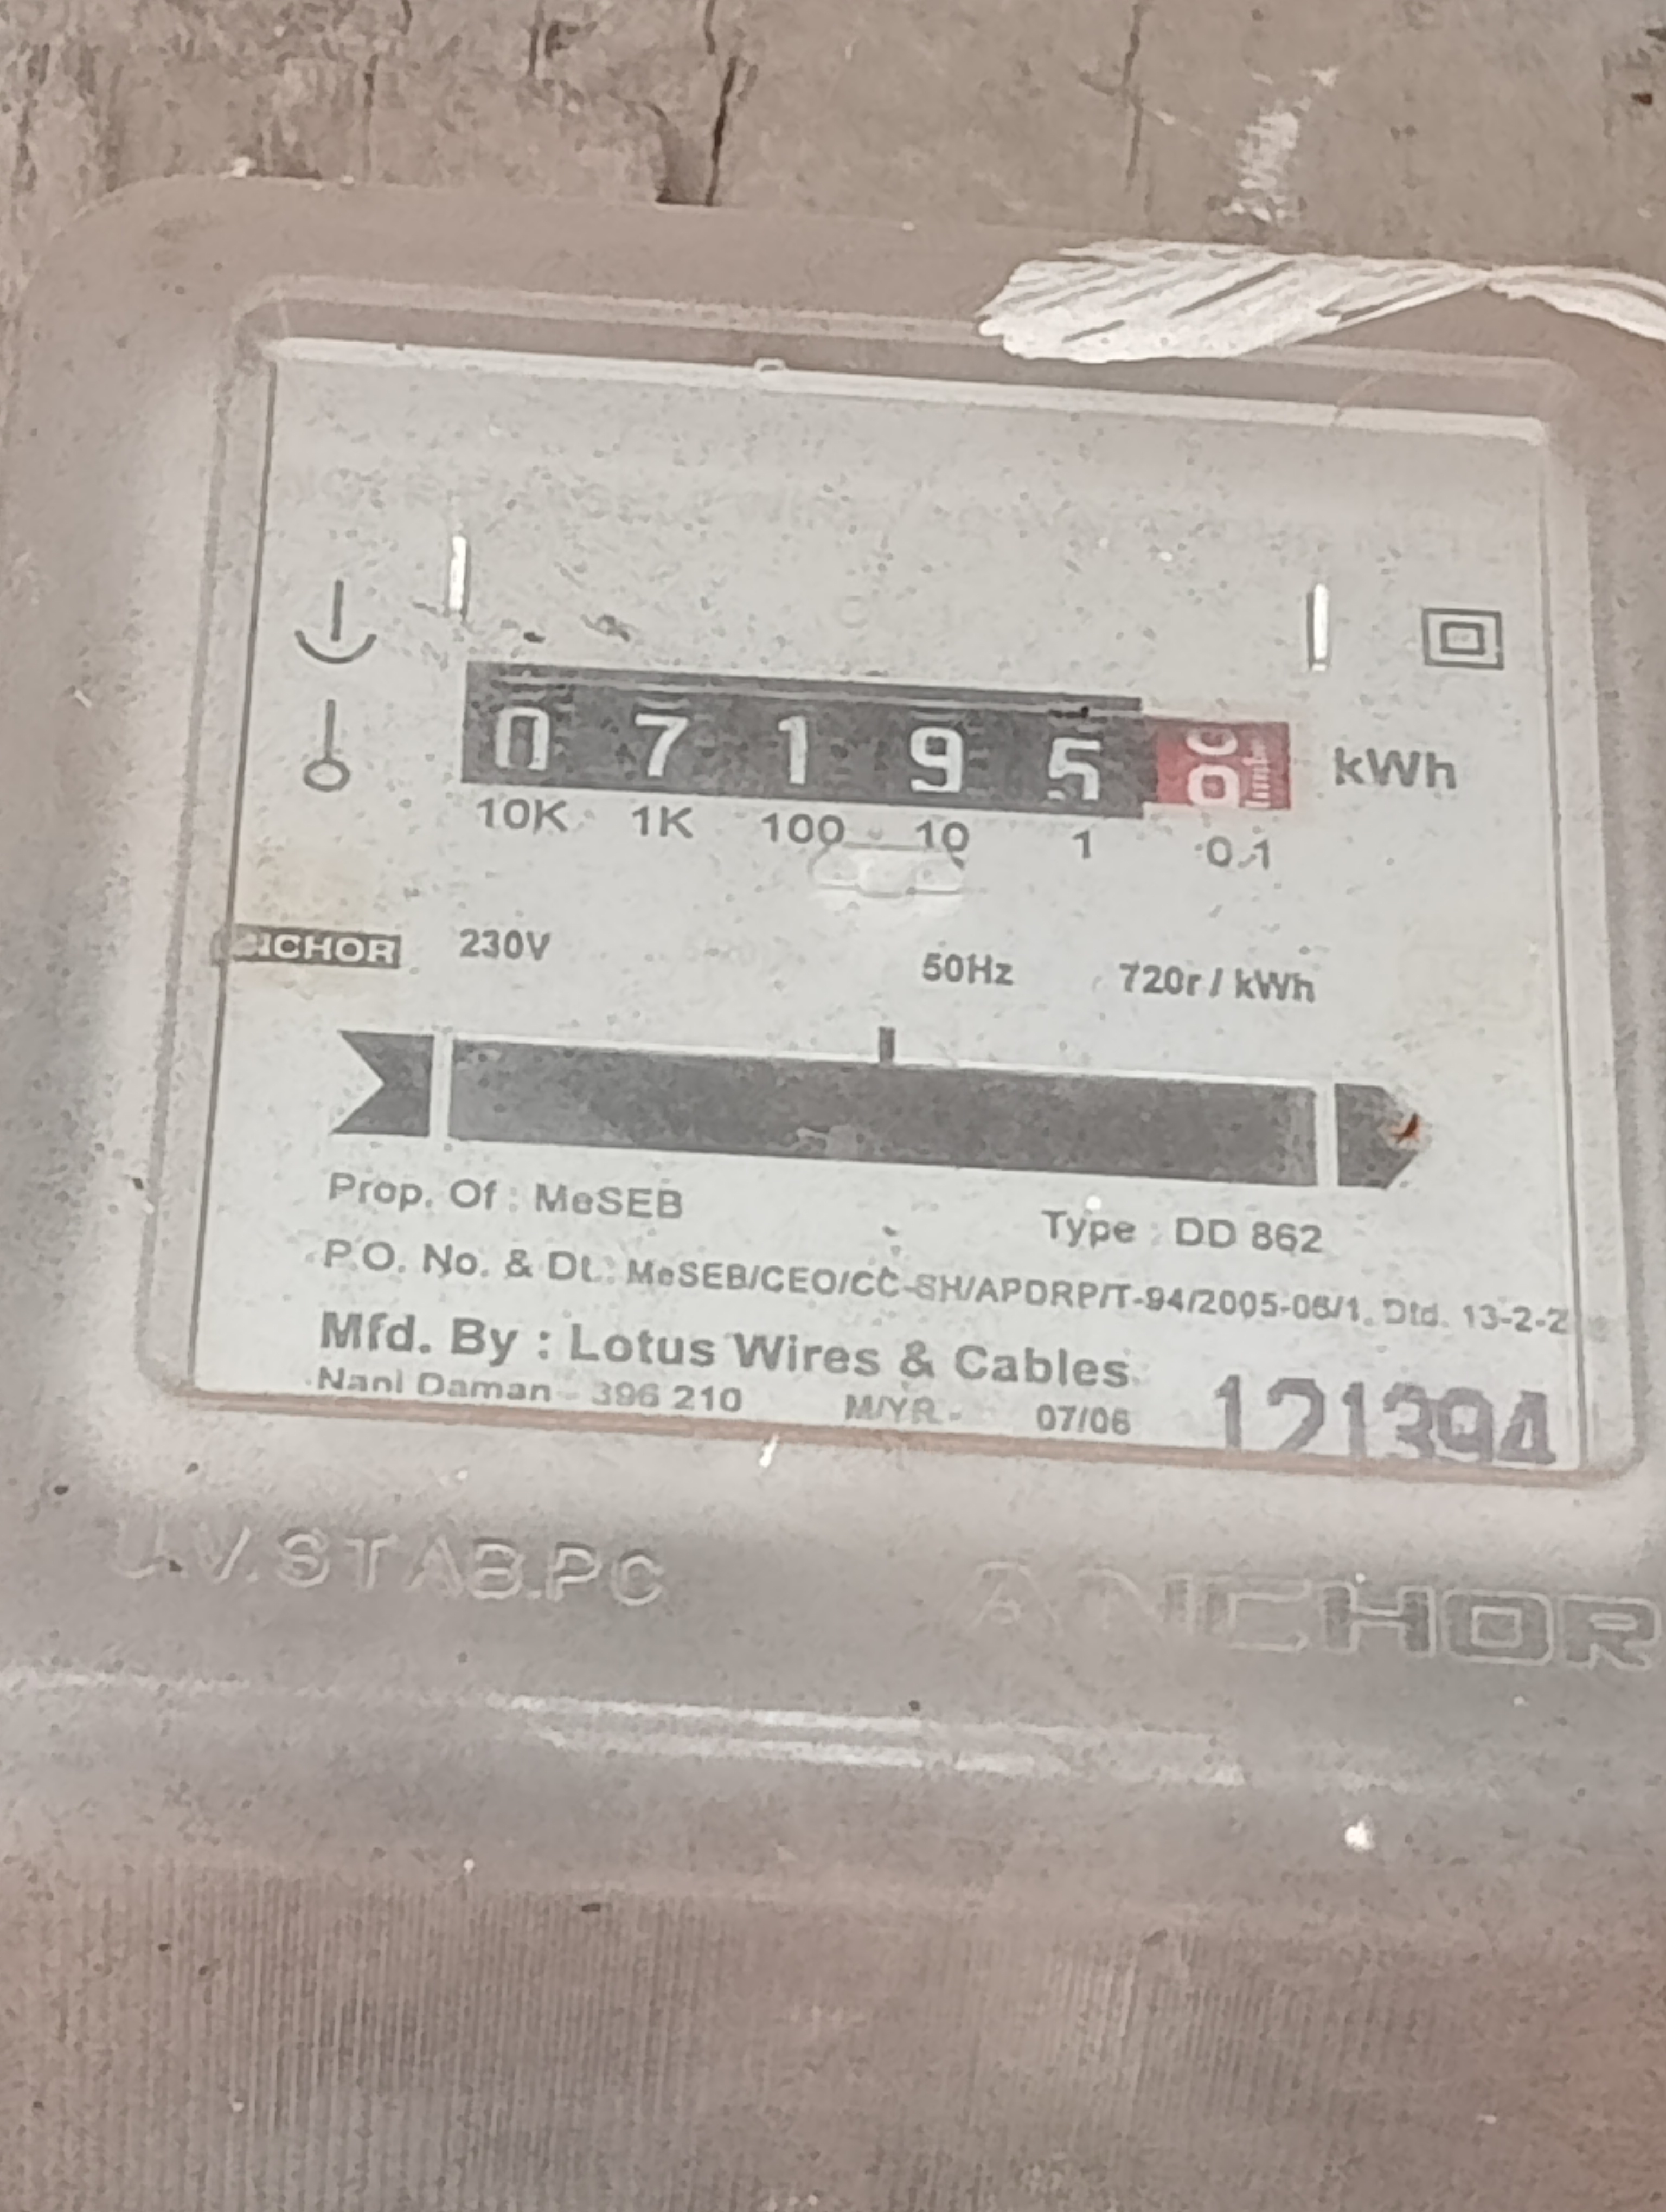 0 7 1 9 5 kWh
10K 1K 100 10 1 0.1
ANCHOR 230V 50Hz 720r / kWh
Prop. Of : MeSEB Type : DD 862
P.O. No. & Dt.: MeSEB/CEO/CC-SH/APDRP/T-94/2005-06/1. Dtd. 13-2-2
Mfd. By : Lotus Wires & Cables
Nani Daman - 396 210 M/YR.- 07/06 121394
U.V.STAB.PC ANCHOR